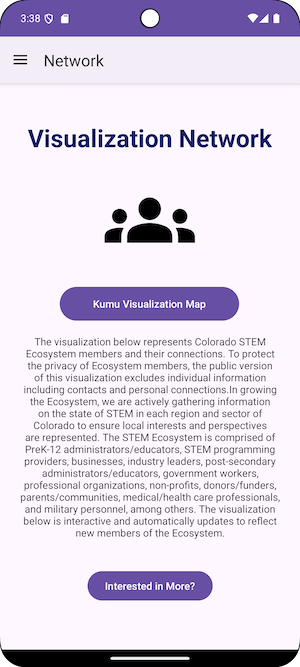 3:38
Network
Visualization Network
Kumu Visualization Map
The visualization below represents Colorado STEM
Ecosystem members and their connections. To protect
the privacy of Ecosystem members, the public version
of this visualization excludes individual information
including contacts and personal connections.In growing
the Ecosystem, we are actively gathering information
on the state of STEM in each region and sector of
Colorado to ensure local interests and perspectives
are represented. The STEM Ecosystem is comprised of
PreK-12 administrators/educators, STEM programming
providers, businesses, industry leaders, post-secondary
administrators/educators, government workers,
professional organizations, non-profits, donors/funders,
parents/communities, medical/health care professionals,
and military personnel, among others. The visualization
below is interactive and automatically updates to reflect
new members of the Ecosystem.
Interested in More?